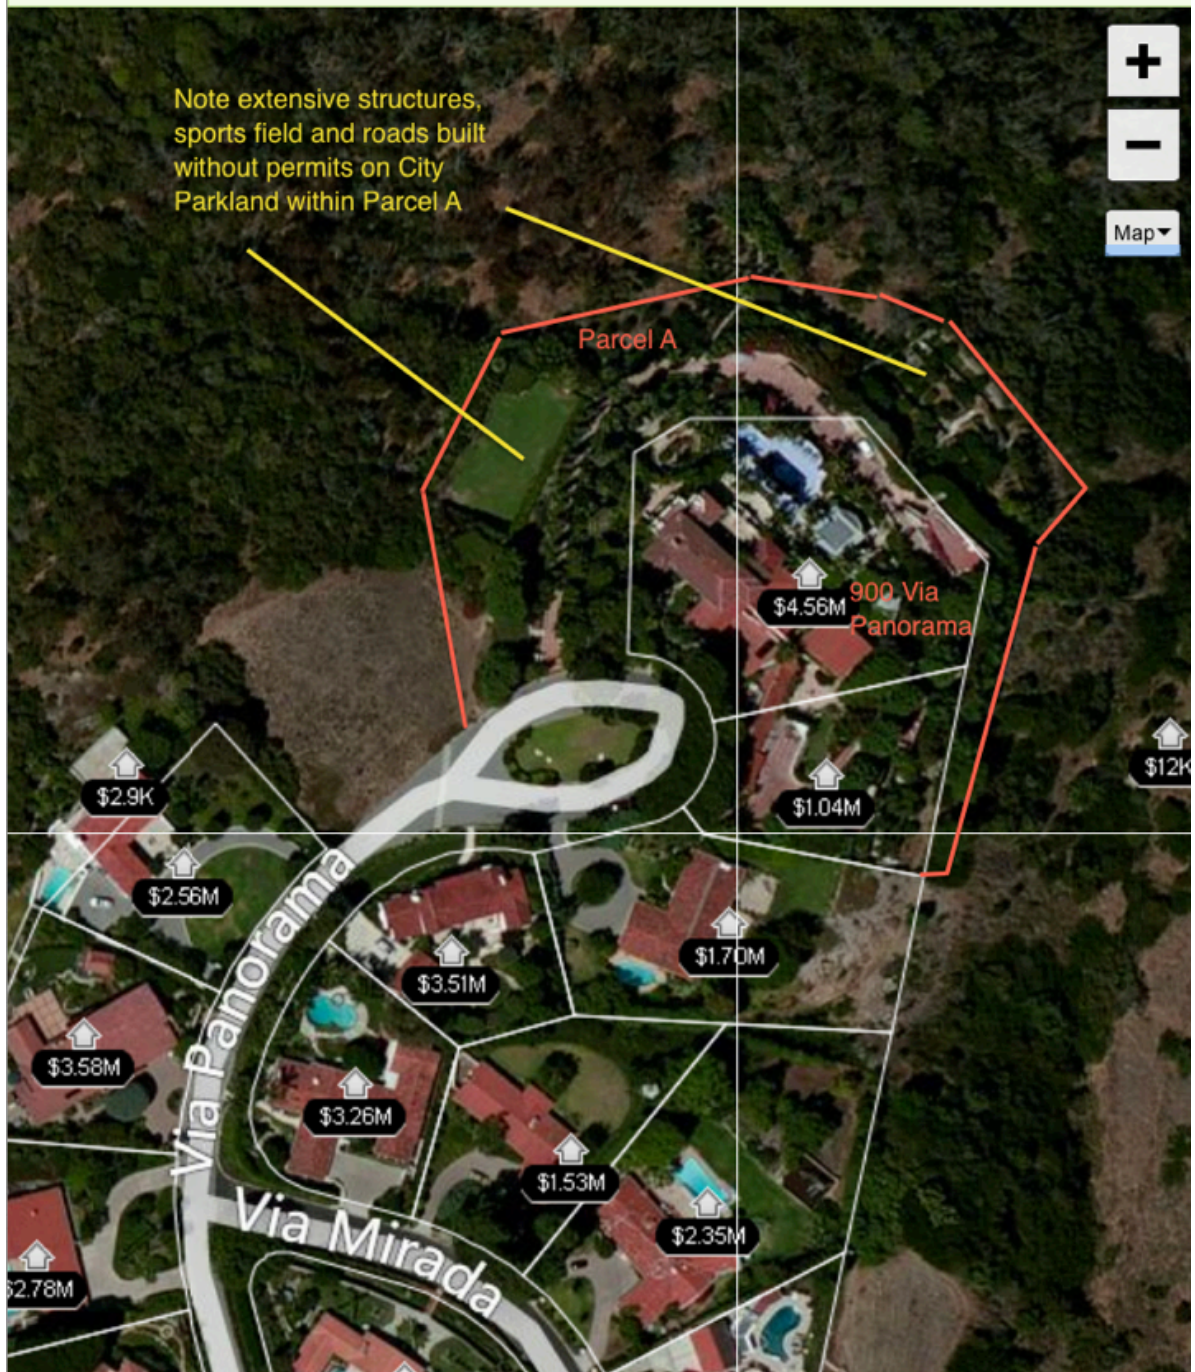 +
Note extensive structures,
sports field and roads built
without permits on City
Parkland within Parcel A
−
Map
Parcel A
$4.56M
900 Via
Panorama
$12K
$2.9K
$1.04M
$2.56M
Via Panorama
$3.51M
$1.70M
$3.58M
$3.26M
$1.53M
Via Mirada
$2.35M
$2.78M